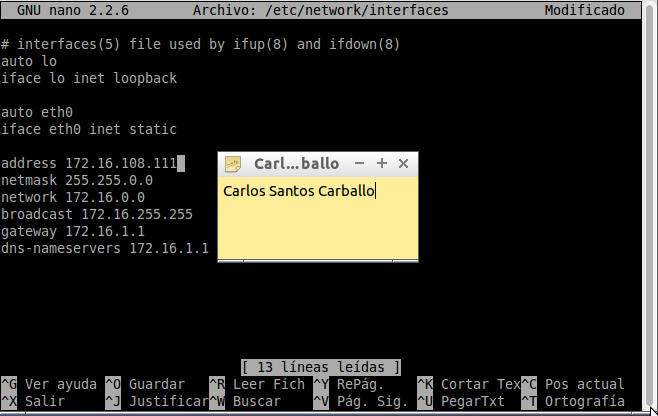 GNU nano 2.2.6 Archivo: /etc/network/interfaces Modificado
# interfaces(5) file used by ifup(8) and ifdown(8)
auto lo
iface lo inet loopback
auto eth0
iface eth0 inet static
address 172.16.108.111
netmask 255.255.0.0
network 172.16.0.0
broadcast 172.16.255.255
gateway 172.16.1.1
dns-nameservers 172.16.1.1
Carl...ballo
Carlos Santos Carballo
[ 13 líneas leídas ]
^G Ver ayuda ^O Guardar ^R Leer Fich ^Y RePág. ^K Cortar Tex ^C Pos actual
^X Salir ^J Justificar ^W Buscar ^V Pág. Sig. ^U PegarTxt ^T Ortografía